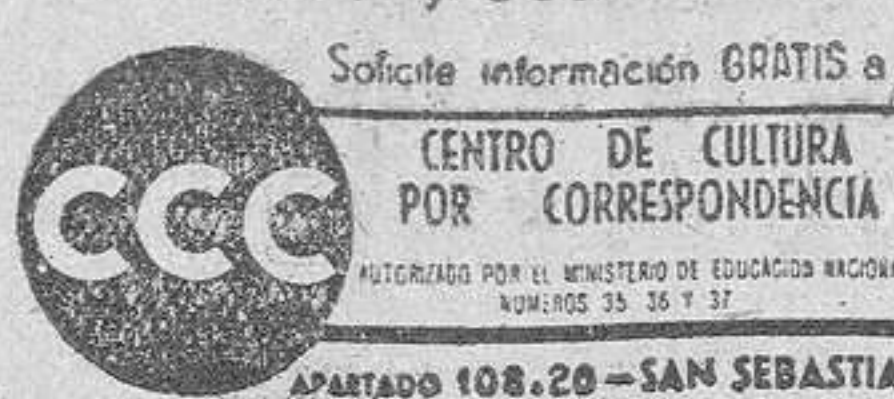 Solicite información GRATIS a
CCC
CENTRO DE CULTURA
POR CORRESPONDENCIA
AUTORIZADO POR EL MINISTERIO DE EDUCACION NACIONA
NUMEROS 35 36 Y 37
APARTADO 108.20-SAN SEBASTIA